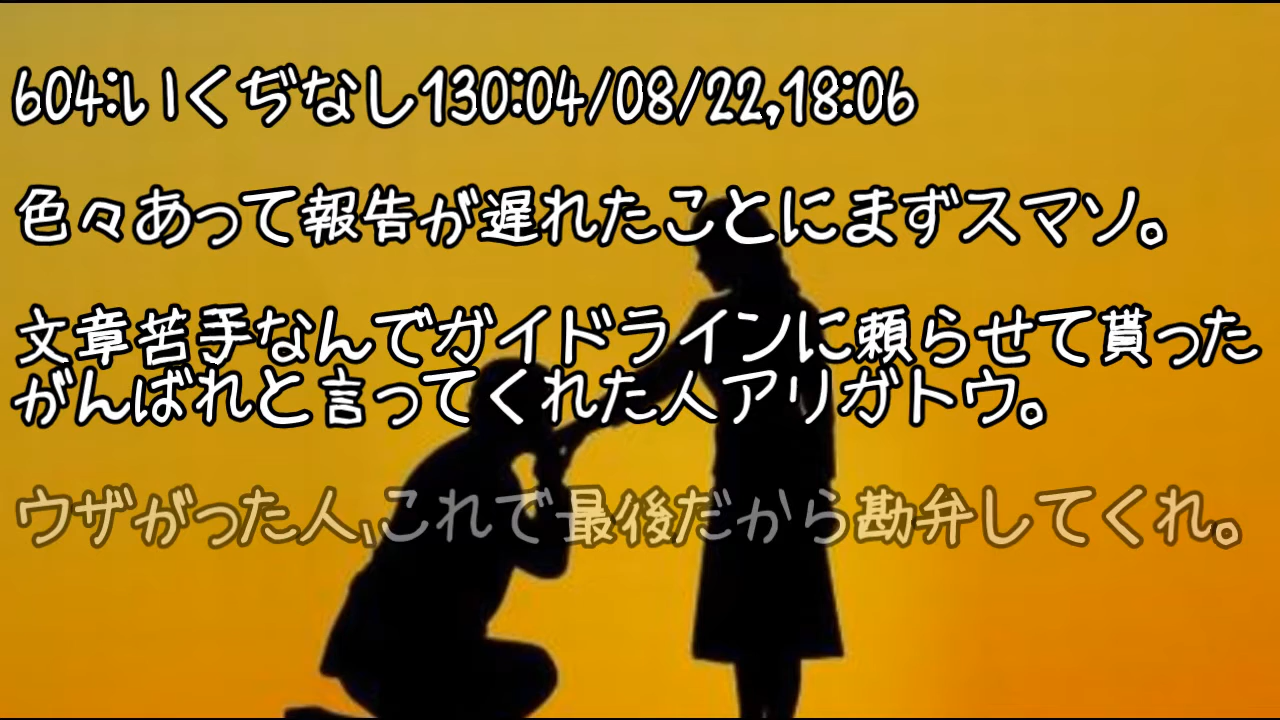 604:いくぢなし130:04/08/22,18:06
色々あって報告が遅れたことにまずスマソ。
文章苦手なんでガイドラインに頼らせて貰った
がんばれと言ってくれた人アリガトウ。
ウザがった人、これで最後だから勘弁してくれ。